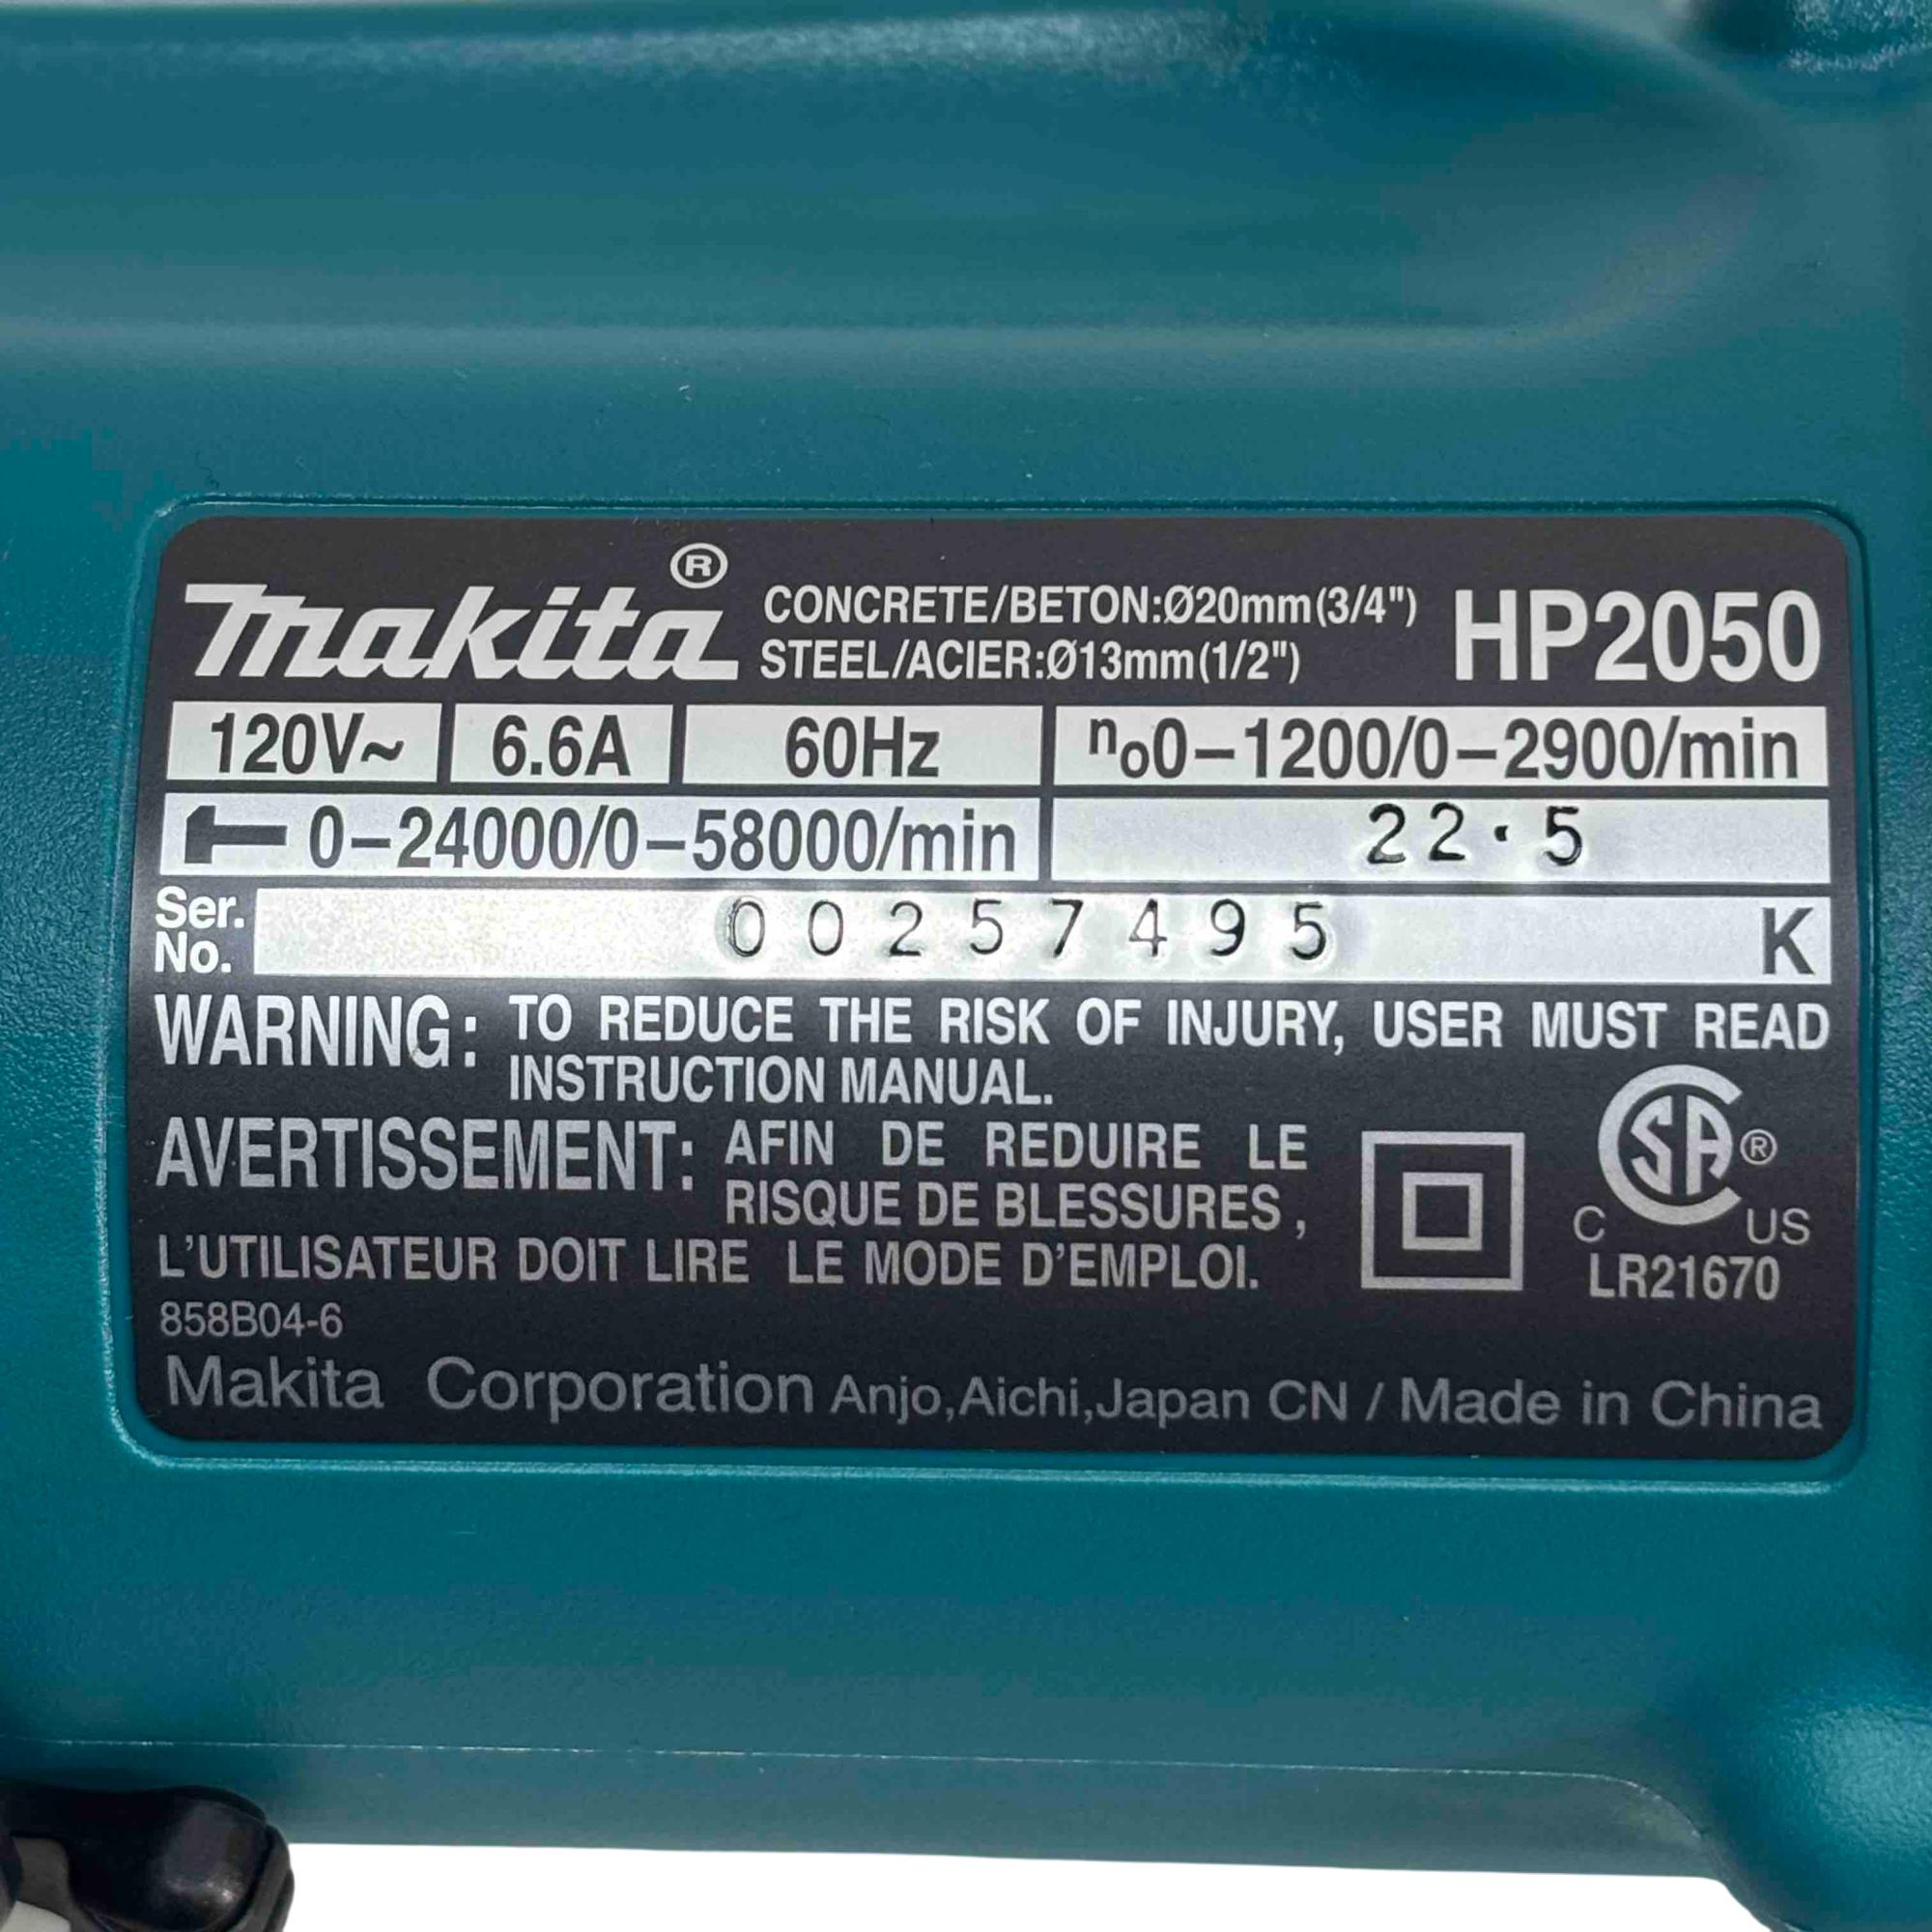 makita®
CONCRETE/BETON:Ø20mm(3/4")
STEEL/ACIER:Ø13mm(1/2")
HP2050
120V~ 6.6A 60Hz n₀0-1200/0-2900/min
0-24000/0-58000/min 22·5
Ser. No. 00257495 K
WARNING: TO REDUCE THE RISK OF INJURY, USER MUST READ
INSTRUCTION MANUAL.
AVERTISSEMENT: AFIN DE REDUIRE LE
RISQUE DE BLESSURES,
L'UTILISATEUR DOIT LIRE LE MODE D'EMPLOI.
C SA® US
LR21670
858B04-6
Makita Corporation Anjo,Aichi,Japan CN / Made in China